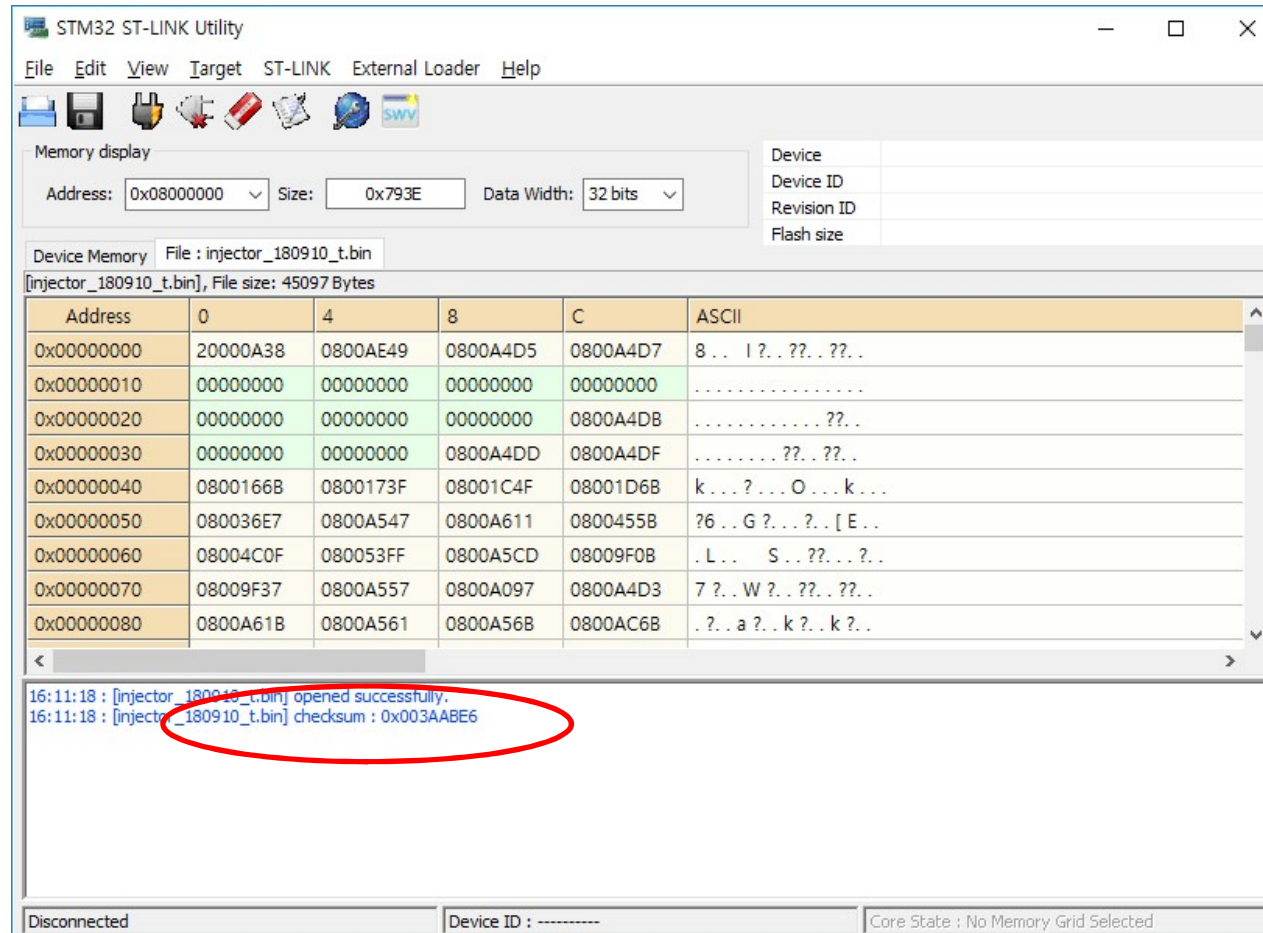 STM32 ST-LINK Utility
File Edit View Target ST-LINK External Loader Help
SWV
Memory display
Address: 0x08000000 Size: 0x793E Data Width: 32 bits
Device
Device ID
Revision ID
Flash size
Device Memory File : injector_180910_t.bin
[injector_180910_t.bin], File size: 45097 Bytes
Address 0 4 8 C ASCII
0x00000000 20000A38 0800AE49 0800A4D5 0800A4D7 8 . . I ? . . ? ? . . ? ? . .
0x00000010 00000000 00000000 00000000 00000000 . . . . . . . . . . . . . . . .
0x00000020 00000000 00000000 00000000 0800A4DB . . . . . . . . . . . . ? ? . .
0x00000030 00000000 00000000 0800A4DD 0800A4DF . . . . . . . . ? ? . . ? ? . .
0x00000040 0800166B 0800173F 08001C4F 08001D6B k . . . ? . . . O . . . k . . .
0x00000050 080036E7 0800A547 0800A611 0800455B ? 6 . . G ? . . . ? . . [ E . .
0x00000060 08004C0F 080053FF 0800A5CD 08009F0B . L . . S . . ? ? . . . ? . .
0x00000070 08009F37 0800A557 0800A097 0800A4D3 7 ? . . W ? . . ? ? . . ? ? . .
0x00000080 0800A61B 0800A561 0800A56B 0800AC6B . ? . . a ? . . k ? . . k ? . .
16:11:18 : [injector_180910_t.bin] opened successfully.
16:11:18 : [injector_180910_t.bin] checksum : 0x003AABE6
Disconnected Device ID : ---------- Core State : No Memory Grid Selected